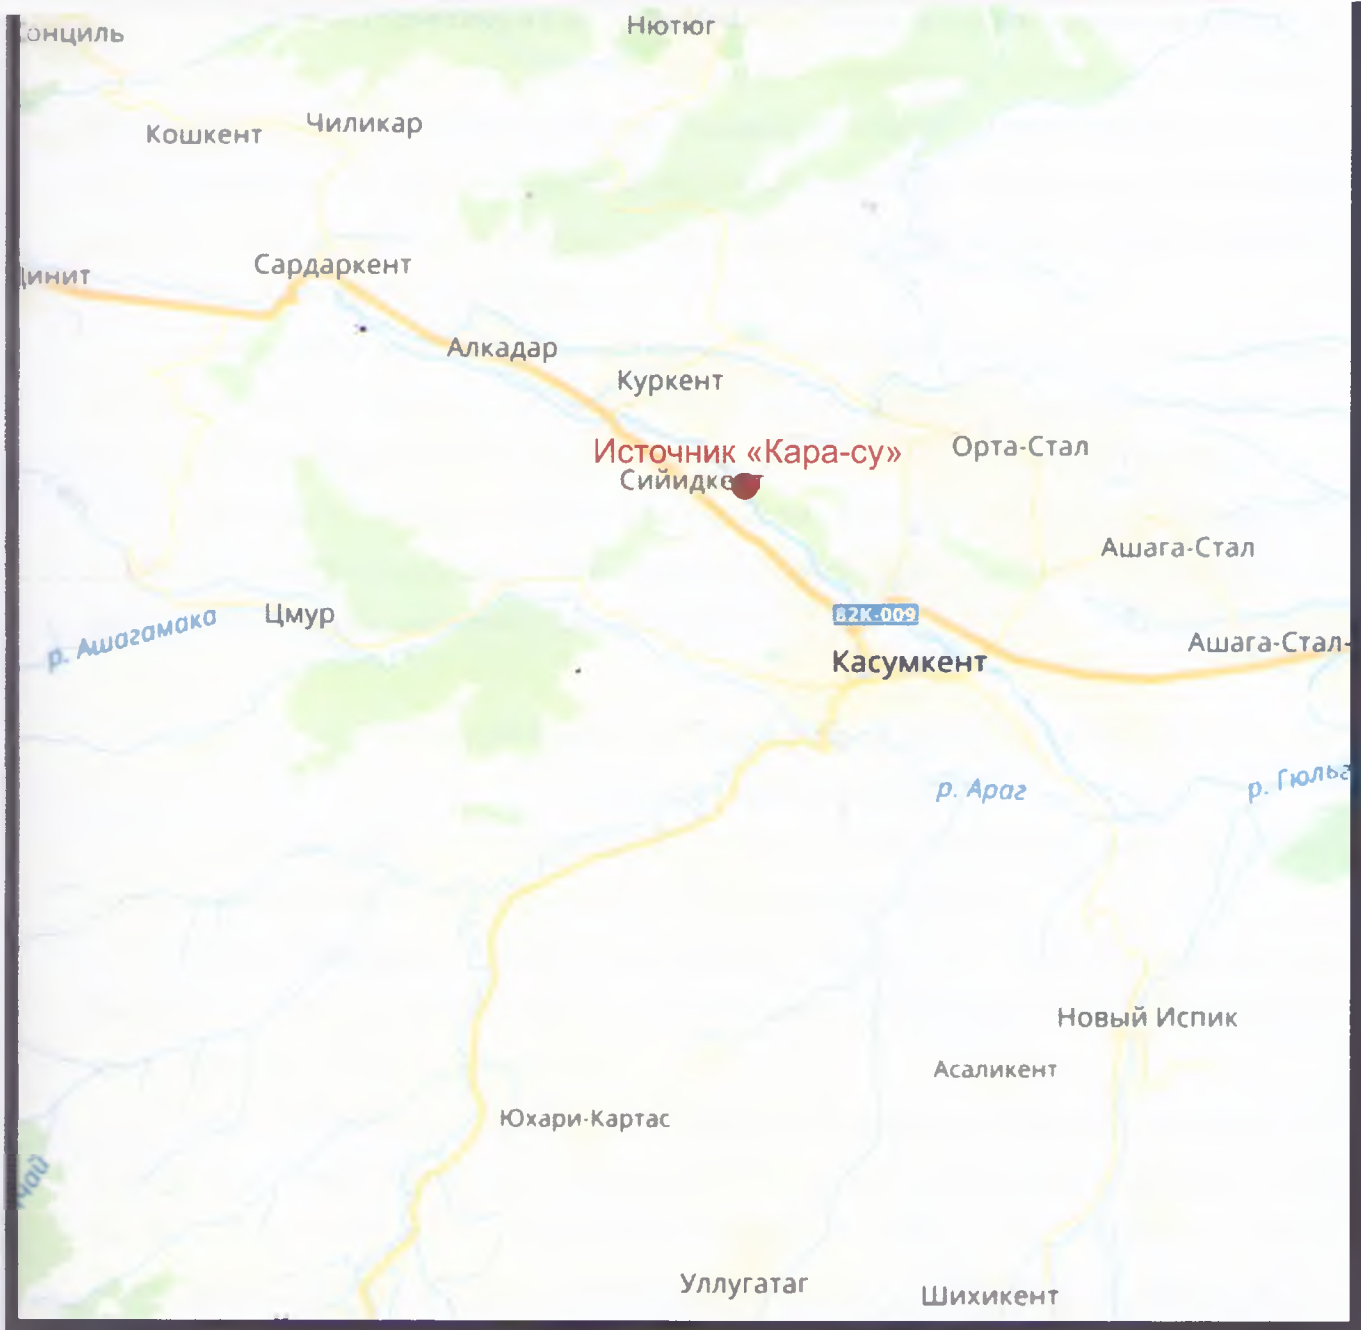 Нютюг
Кошкент
Чиликар
Сардаркент
Алкадар
Куркент
Источник «Кара-су»
Орта-Стал
Ашага-Стал
р. Ашагамака
Цмур
82К-009
Ашага-Стал-
Касумкент
р. Араг
Новый Испик
Асаликент
Юхари-Картас
Уллугатаг
Шихикент